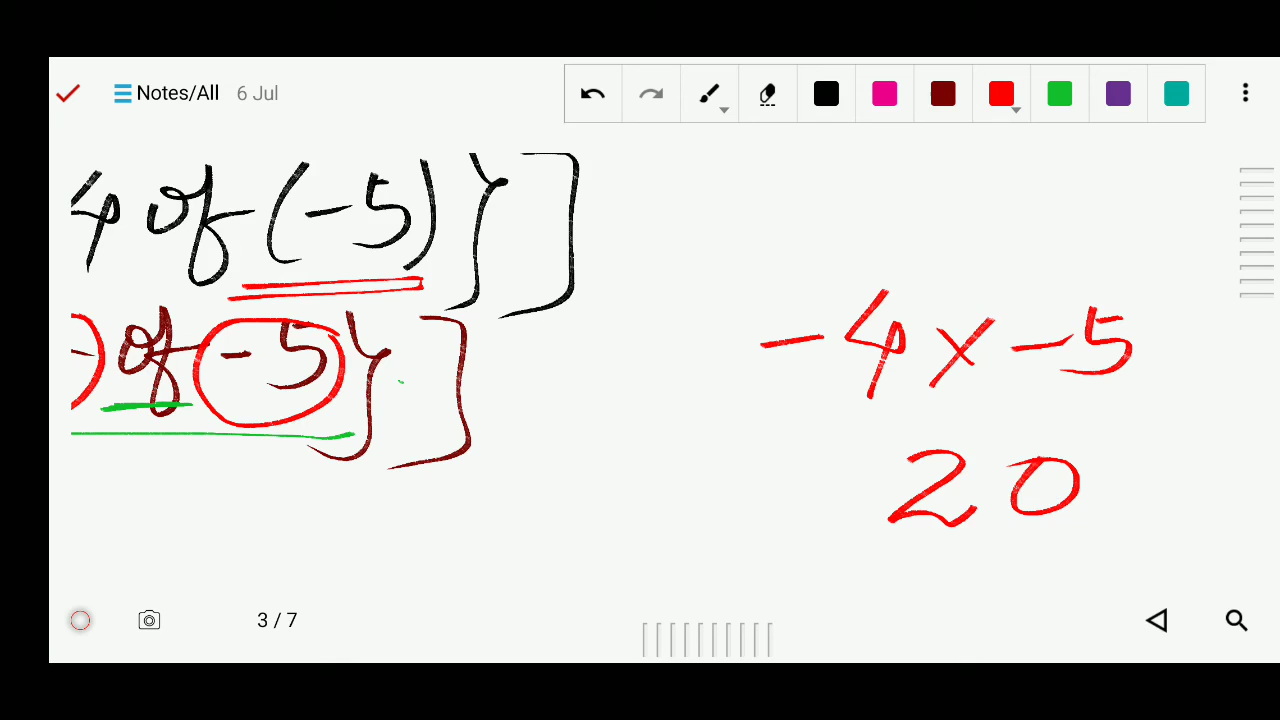 Notes/All 6 Jul
4 of (-5)}]
) of -5}]
-4 x -5
20
3 / 7